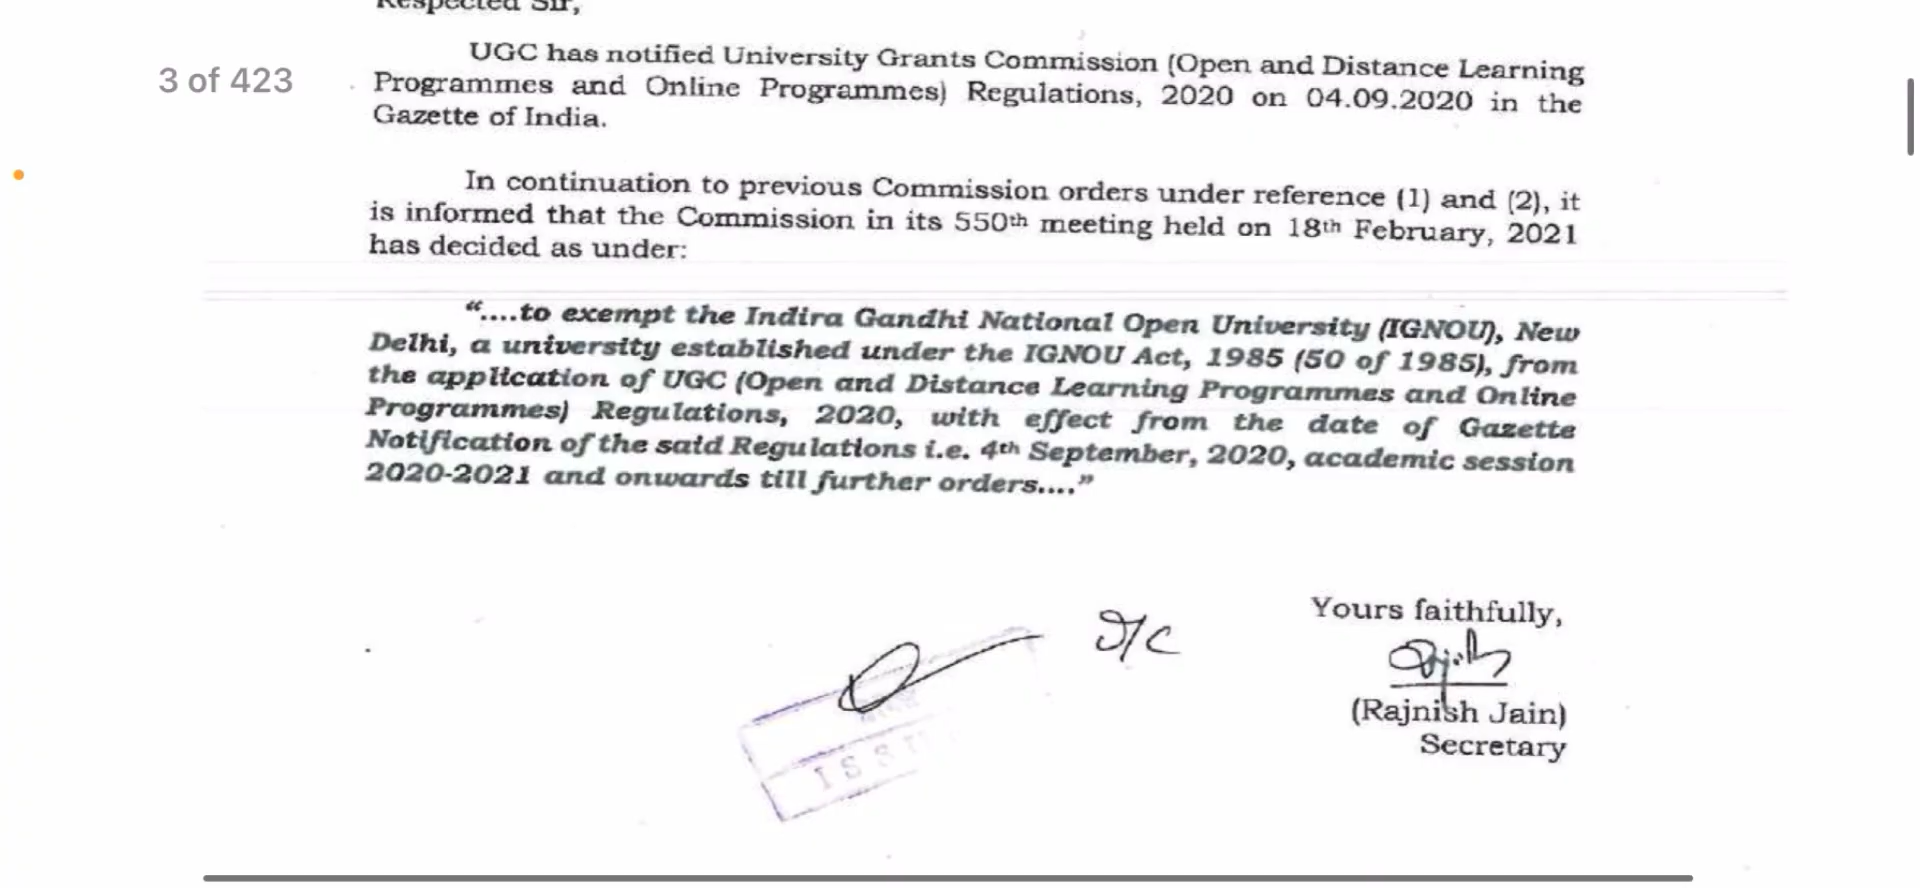 Respected Sir,
UGC has notified University Grants Commission (Open and Distance Learning
3 of 423
Programmes and Online Programmes) Regulations, 2020 on 04.09.2020 in the
Gazette of India.
In continuation to previous Commission orders under reference (1) and (2), it
is informed that the Commission in its 550th meeting held on 18th February, 2021
has decided as under:
“....to exempt the Indira Gandhi National Open University (IGNOU), New
Delhi, a university established under the IGNOU Act, 1985 (50 of 1985), from
the application of UGC (Open and Distance Learning Programmes and Online
Programmes) Regulations, 2020, with effect from the date of Gazette
Notification of the said Regulations i.e. 4th September, 2020, academic session
2020-2021 and onwards till further orders....”
Yours faithfully,
(Rajnish Jain)
Secretary